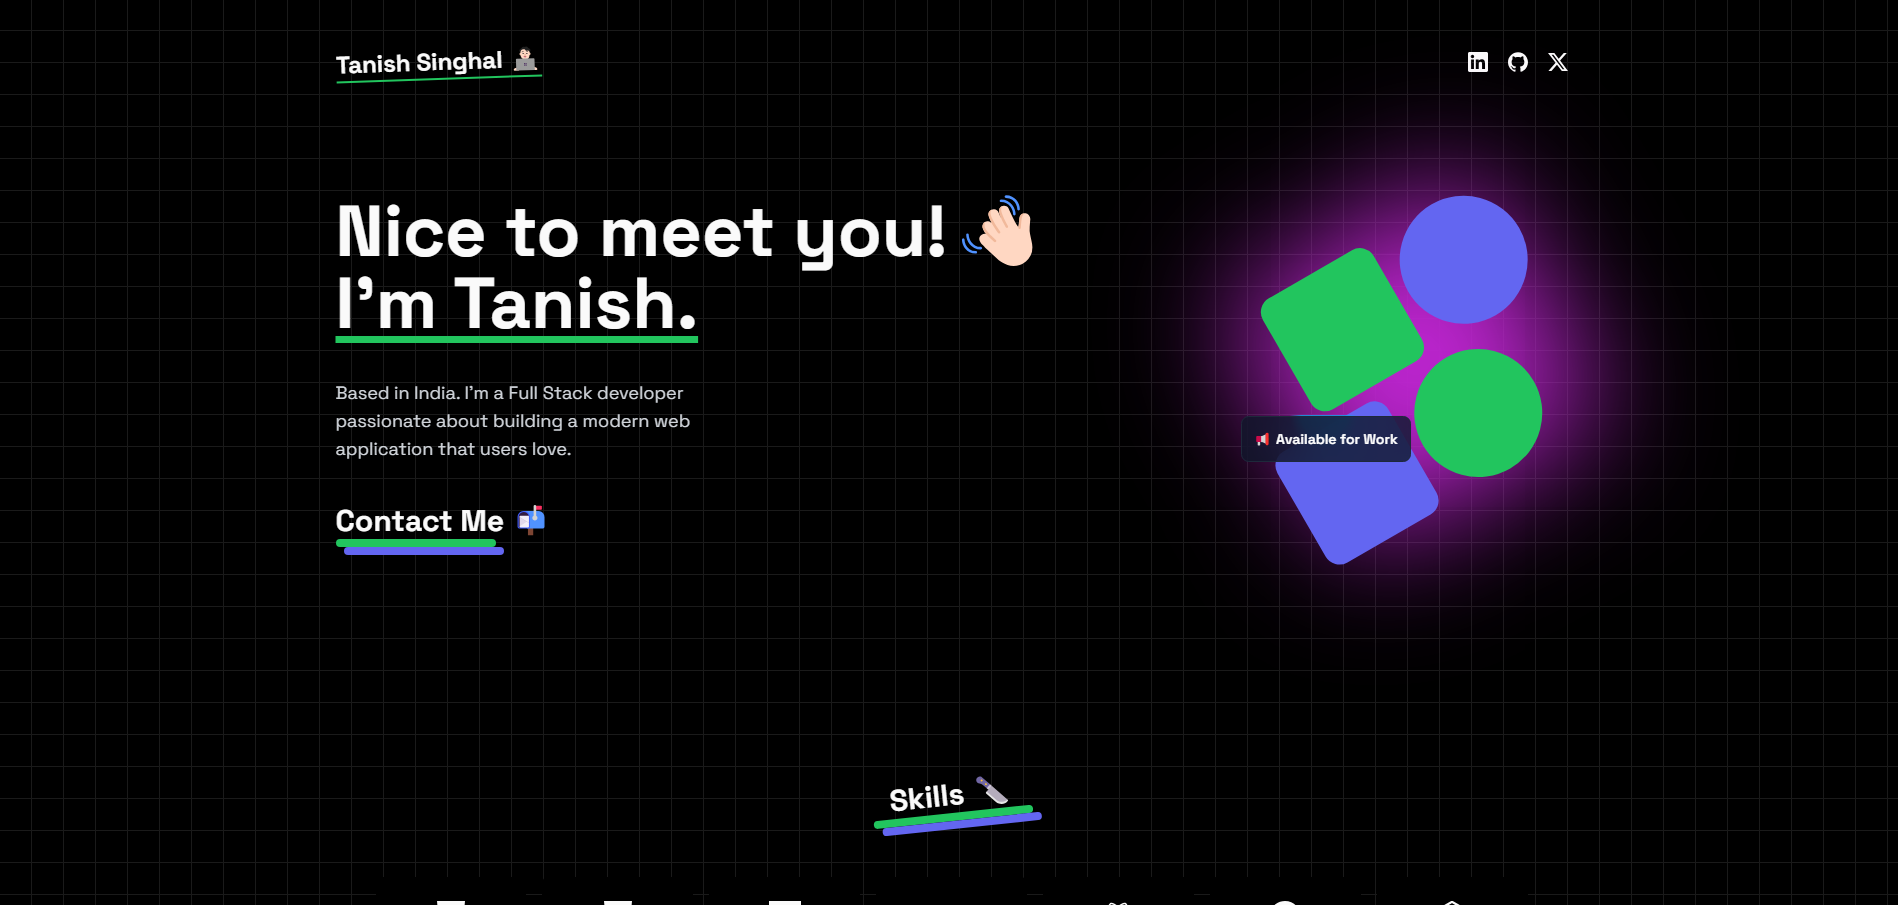 Tanish Singhal
Nice to meet you!
I'm Tanish.
Based in India. I'm a Full Stack developer
passionate about building a modern web
application that users love.
Contact Me
Available for Work
Skills